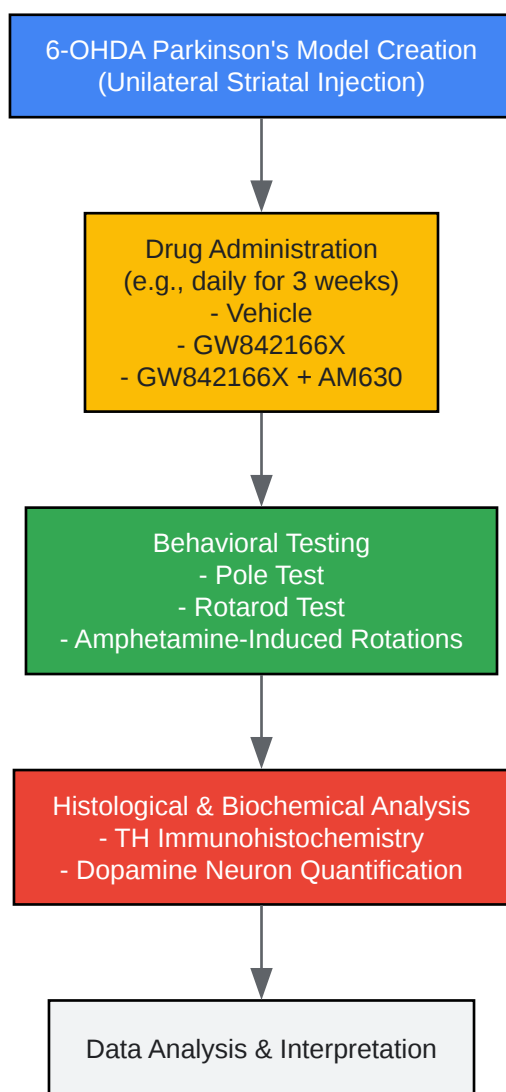 6-OHDA Parkinson's Model Creation
(Unilateral Striatal Injection)
Drug Administration
(e.g., daily for 3 weeks)
- Vehicle
- GW842166X
- GW842166X + AM630
Behavioral Testing
- Pole Test
- Rotarod Test
- Amphetamine-Induced Rotations
Histological & Biochemical Analysis
- TH Immunohistochemistry
- Dopamine Neuron Quantification
Data Analysis & Interpretation